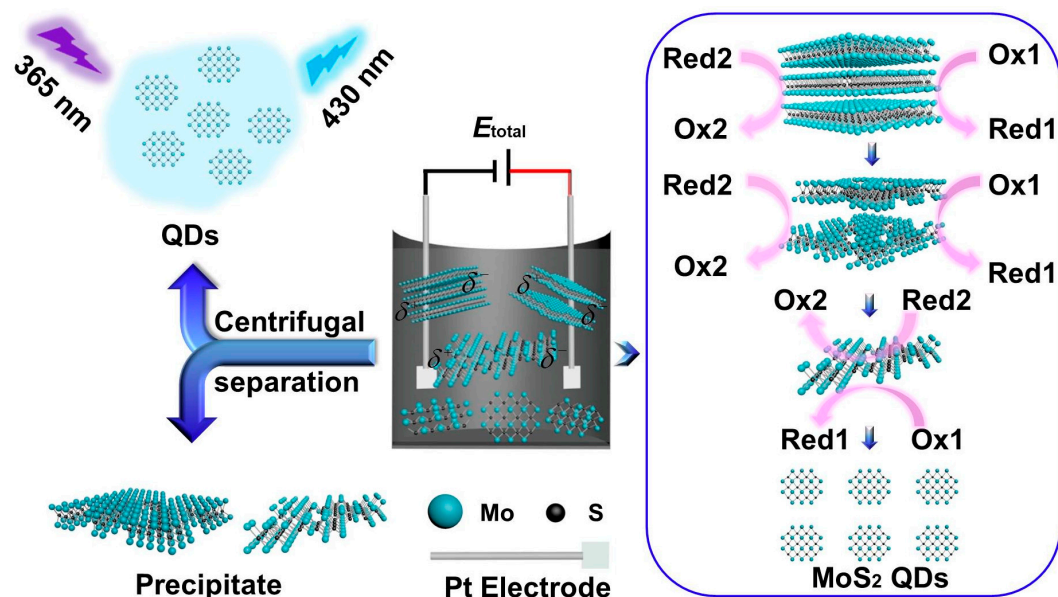 365 nm
430 nm
QDs
Centrifugal
separation
Precipitate
Etotal
δ⁻
δ⁻
δ⁺
δ⁻
δ⁺
δ⁻
Mo
S
Pt Electrode
Red2
Ox1
Ox2
Red1
Red2
Ox1
Ox2
Red1
Ox2
Red2
Red1
Ox1
MoS2 QDs